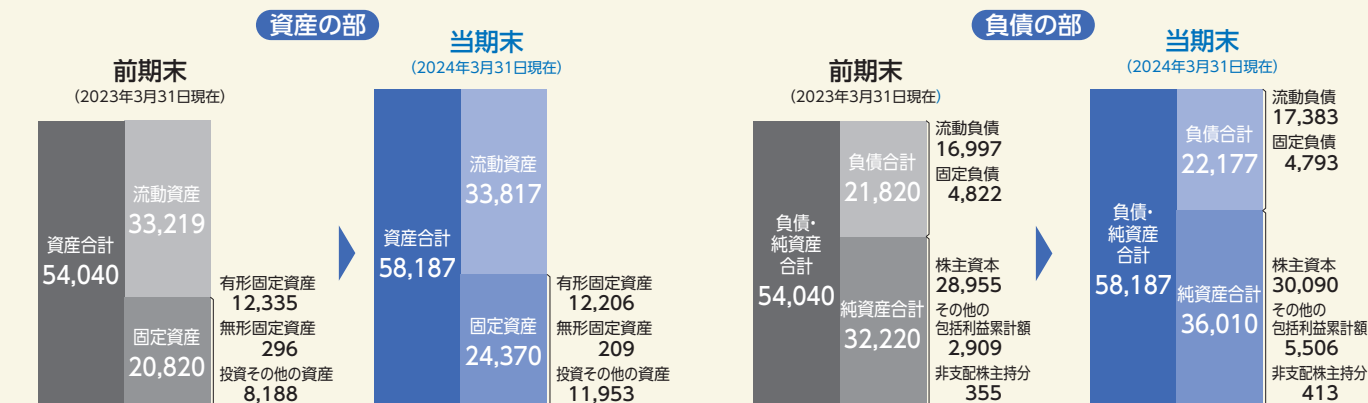 資産の部
前期末
(2023年3月31日現在)
資産合計
54,040
流動資産
33,219
固定資産
20,820
有形固定資産
12,335
無形固定資産
296
投資その他の資産
8,188
当期末
(2024年3月31日現在)
資産合計
58,187
流動資産
33,817
固定資産
24,370
有形固定資産
12,206
無形固定資産
209
投資その他の資産
11,953
負債の部
前期末
(2023年3月31日現在)
負債・
純資産
合計
54,040
負債合計
21,820
純資産合計
32,220
流動負債
16,997
固定負債
4,822
株主資本
28,955
その他の
包括利益累計額
2,909
非支配株主持分
355
当期末
(2024年3月31日現在)
負債・
純資産
合計
58,187
負債合計
22,177
純資産合計
36,010
流動負債
17,383
固定負債
4,793
株主資本
30,090
その他の
包括利益累計額
5,506
非支配株主持分
413